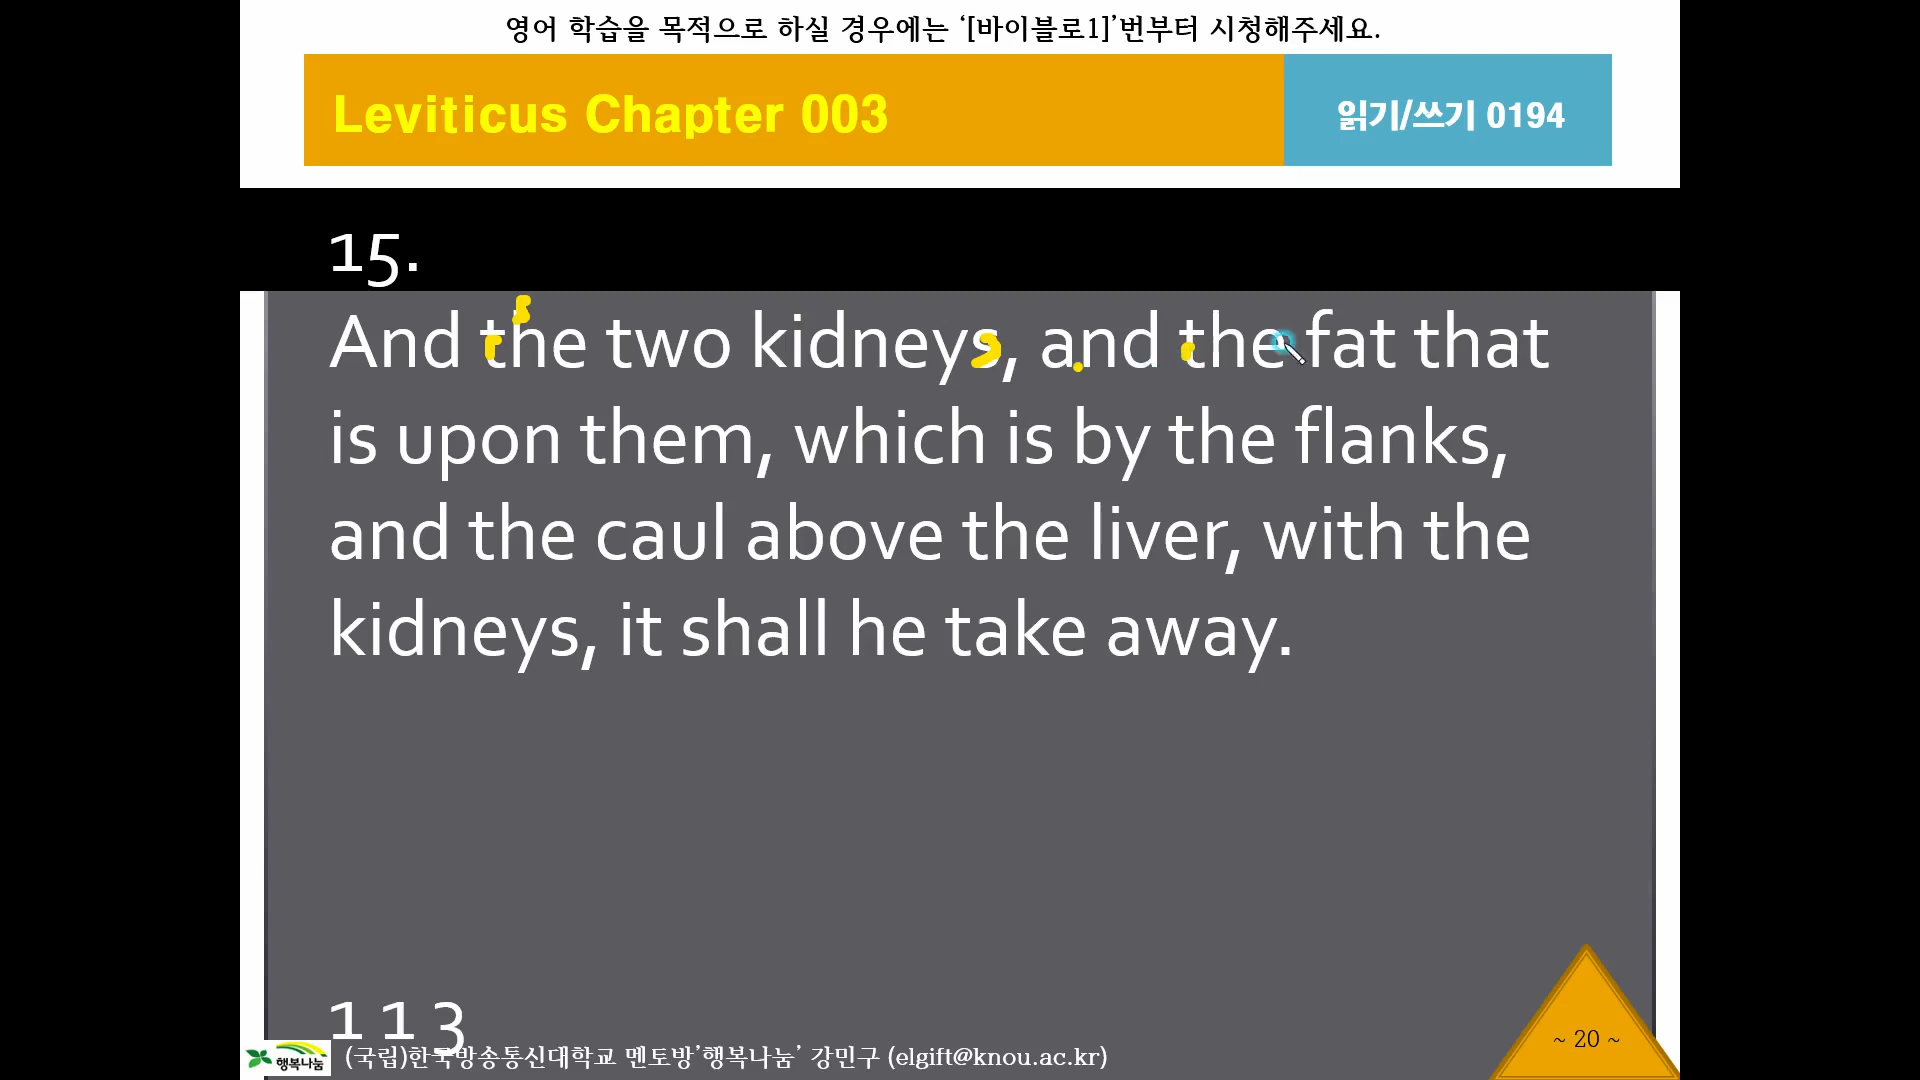 영어 학습을 목적으로 하실 경우에는 ‘[바이블로1]’번부터 시청해주세요.
Leviticus Chapter 003
읽기/쓰기 0194
15.
And the two kidneys, and the fat that
is upon them, which is by the flanks,
and the caul above the liver, with the
kidneys, it shall he take away.
1 1 3
행복나눔
(국립)한국방송통신대학교 멘토방’행복나눔’ 강민구 (elgift@knou.ac.kr)
~ 20 ~